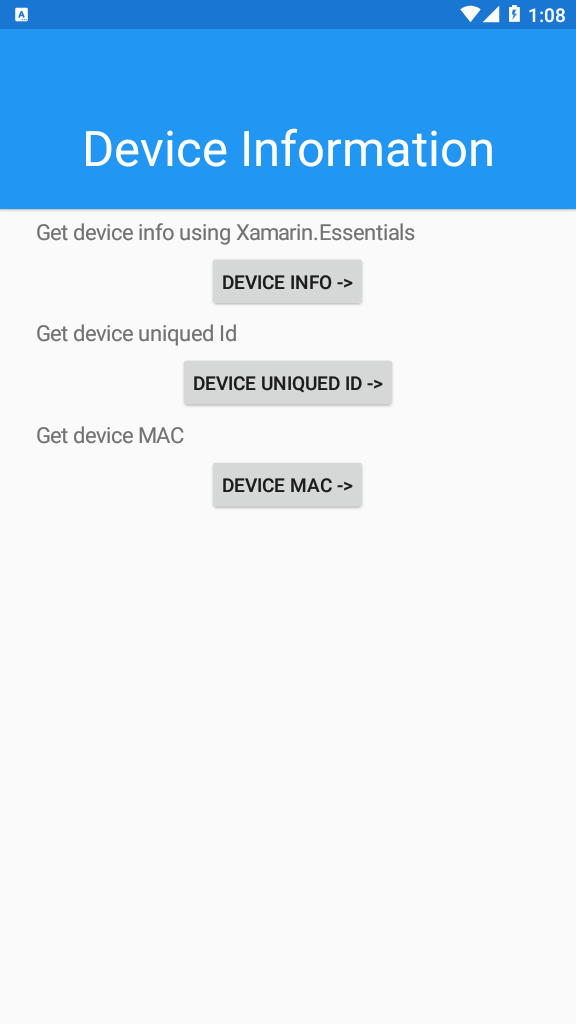 1:08
Device Information
Get device info using Xamarin.Essentials
DEVICE INFO ->
Get device uniqued Id
DEVICE UNIQUED ID ->
Get device MAC
DEVICE MAC ->